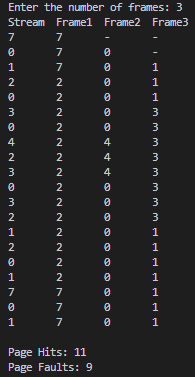 Enter the number of frames: 3
Stream Frame1 Frame2 Frame3
7 7 - -
0 7 0 -
1 7 0 1
2 2 0 1
0 2 0 1
3 2 0 3
0 2 0 3
4 2 4 3
2 2 4 3
3 2 4 3
0 2 0 3
3 2 0 3
2 2 0 3
1 2 0 1
2 2 0 1
0 2 0 1
1 2 0 1
7 7 0 1
0 7 0 1
1 7 0 1
Page Hits: 11
Page Faults: 9